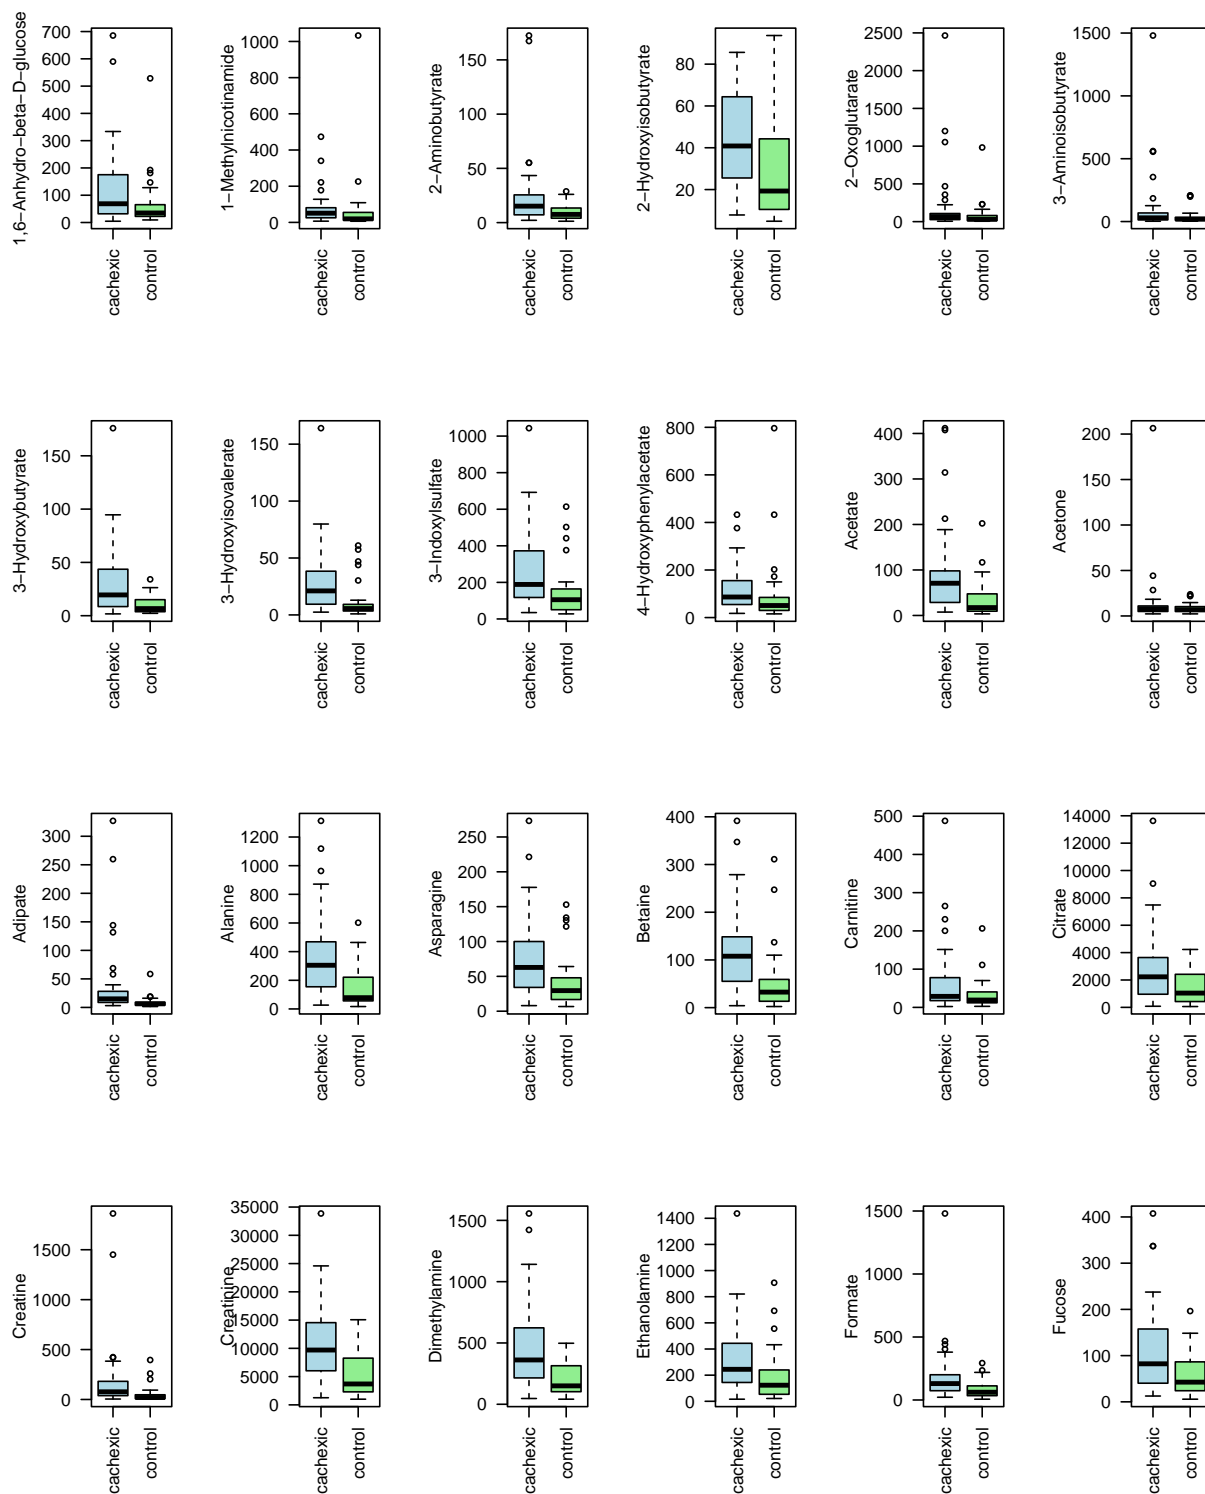 1,6−Anhydro−beta−D−glucose
700
600
500
400
300
200
100
0
cachexic
control
1−Methylnicotinamide
1000
800
600
400
200
0
cachexic
control
2−Aminobutyrate
150
100
50
0
cachexic
control
2−Hydroxyisobutyrate
80
60
40
20
cachexic
control
2−Oxoglutarate
2500
2000
1500
1000
500
0
cachexic
control
3−Aminoisobutyrate
1500
1000
500
0
cachexic
control
3−Hydroxybutyrate
150
100
50
0
cachexic
control
3−Hydroxyisovalerate
150
100
50
0
cachexic
control
3−Indoxylsulfate
1000
800
600
400
200
0
cachexic
control
4−Hydroxyphenylacetate
800
600
400
200
0
cachexic
control
Acetate
400
300
200
100
0
cachexic
control
Acetone
200
150
100
50
0
cachexic
control
Adipate
300
250
200
150
100
50
0
cachexic
control
Alanine
1200
1000
800
600
400
200
0
cachexic
control
Asparagine
250
200
150
100
50
0
cachexic
control
Betaine
400
300
200
100
0
cachexic
control
Carnitine
500
400
300
200
100
0
cachexic
control
Citrate
14000
12000
10000
8000
6000
4000
2000
0
cachexic
control
Creatine
1500
1000
500
0
cachexic
control
Creatinine
35000
30000
25000
20000
15000
10000
5000
0
cachexic
control
Dimethylamine
1500
1000
500
0
cachexic
control
Ethanolamine
1400
1200
1000
800
600
400
200
0
cachexic
control
Formate
1500
1000
500
0
cachexic
control
Fucose
400
300
200
100
0
cachexic
control